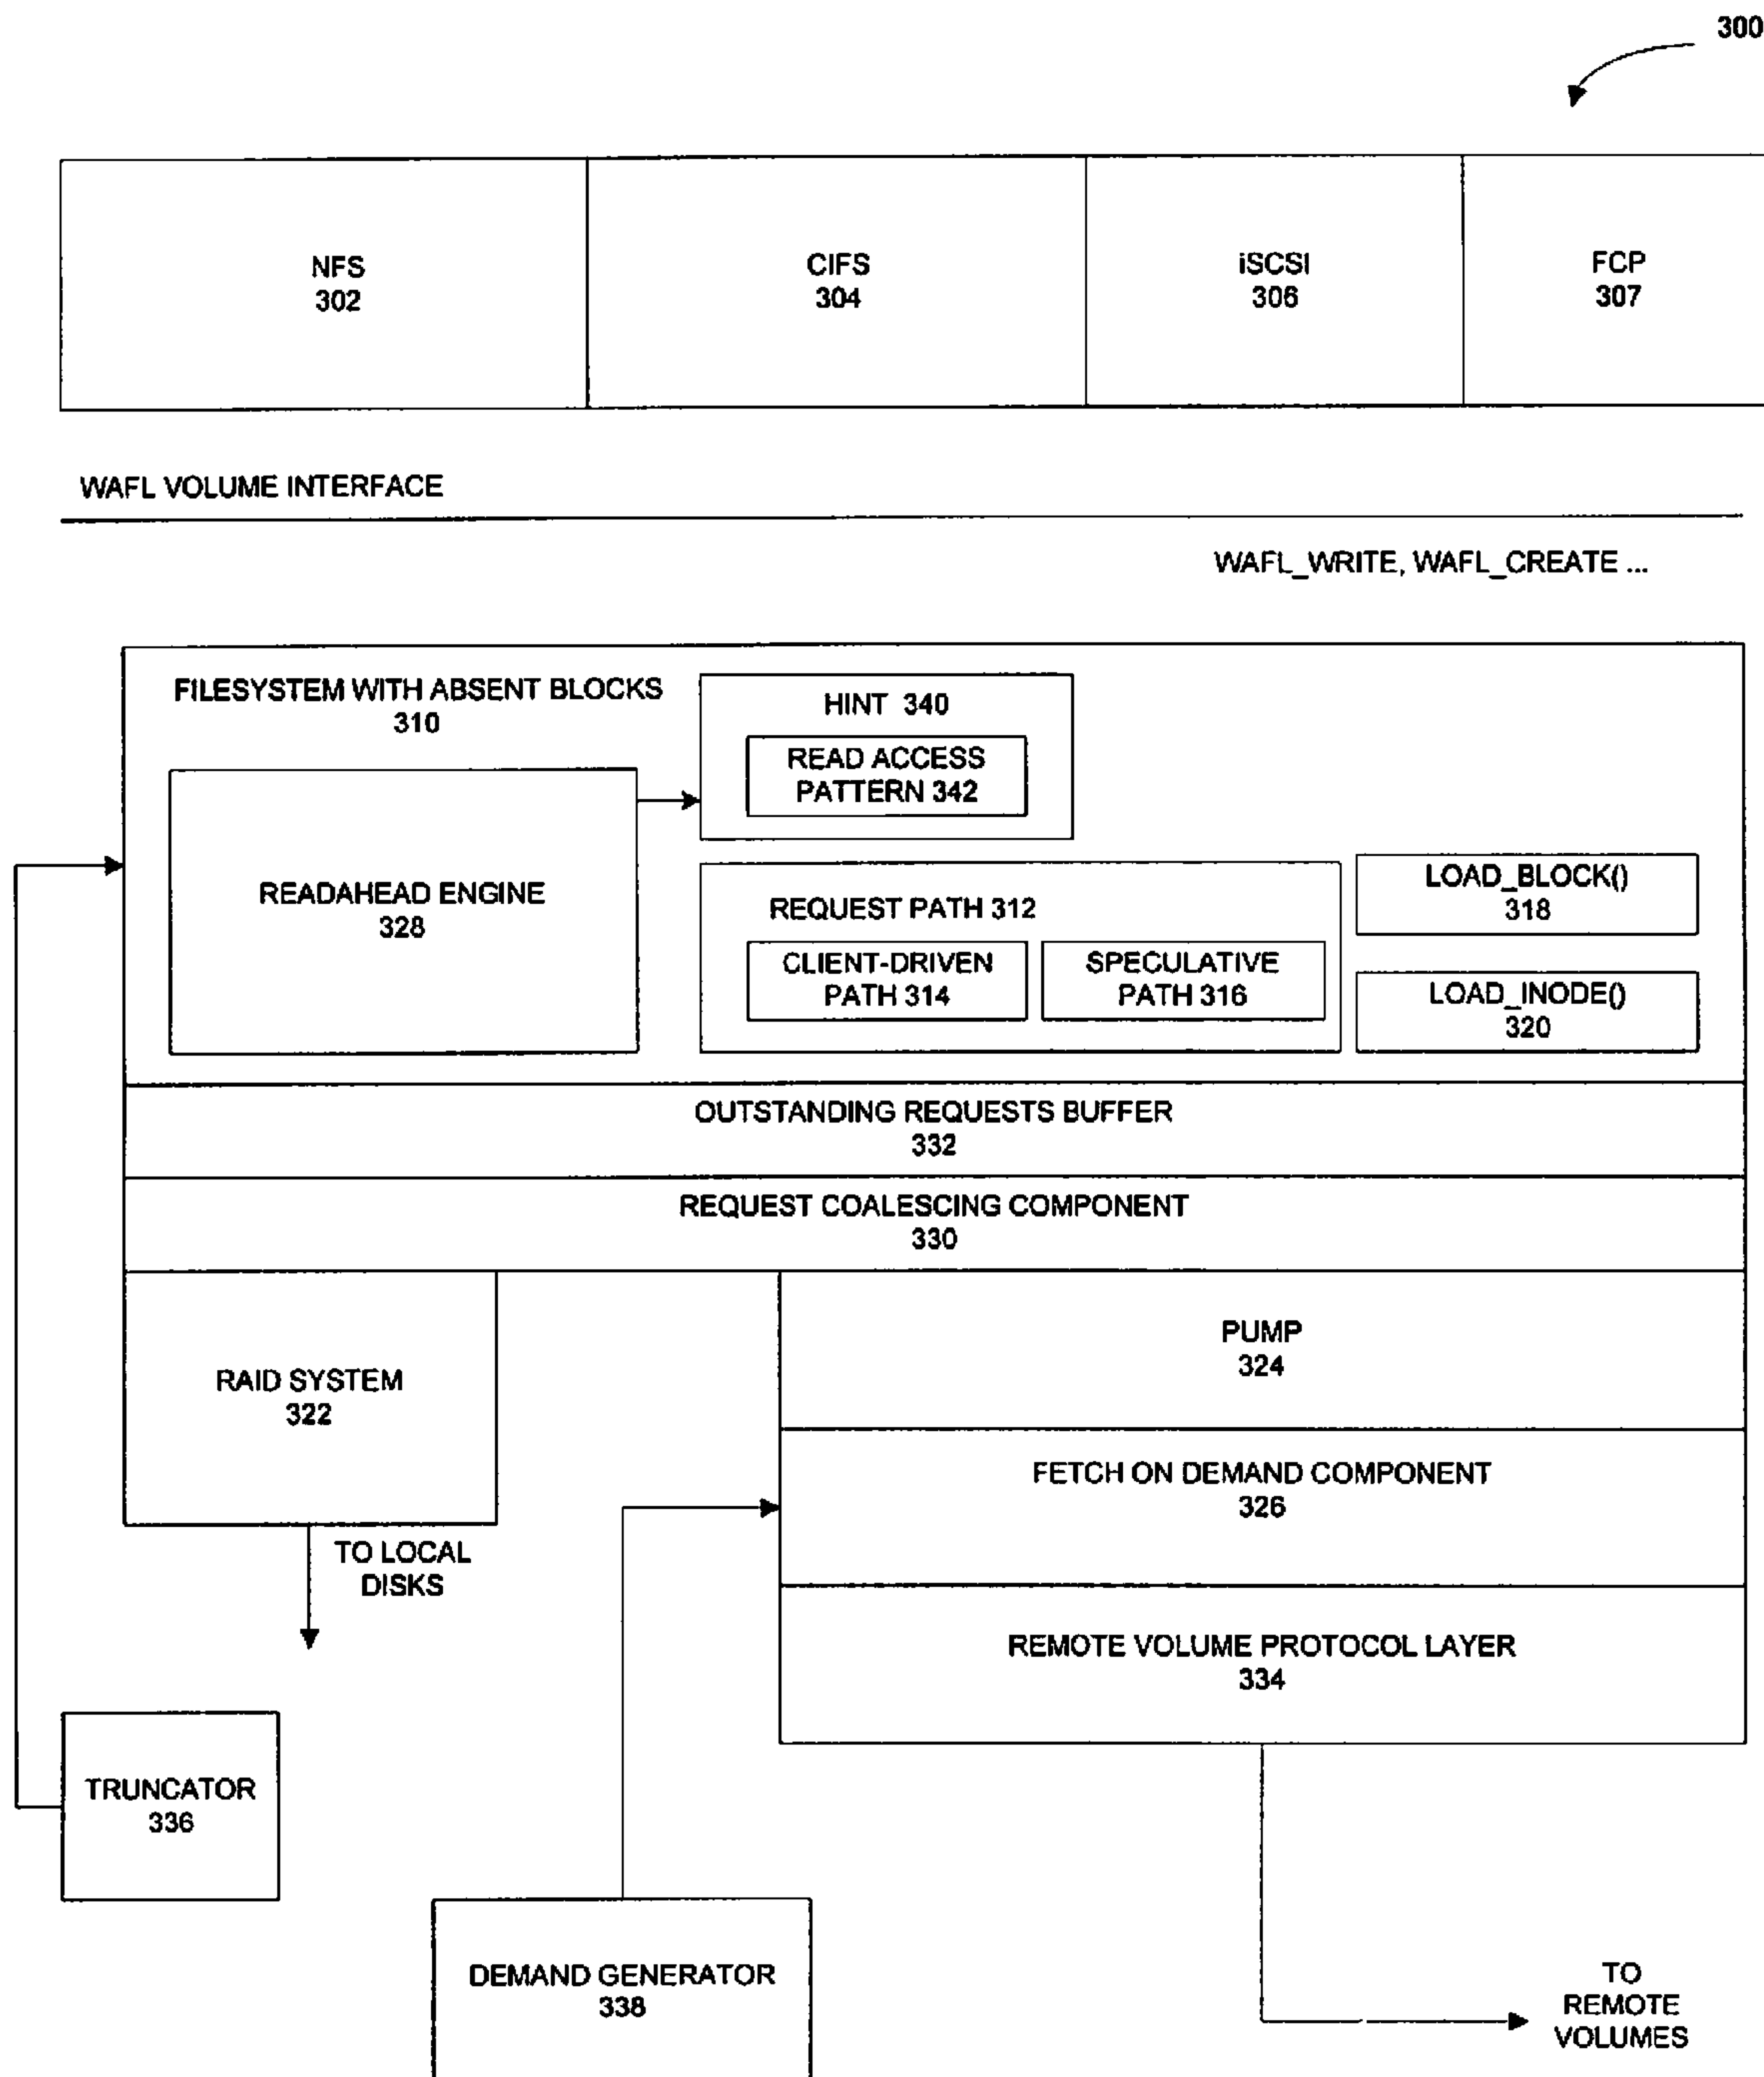 300
NFS
302
CIFS
304
iSCSI
306
FCP
307
WAFL VOLUME INTERFACE
WAFL_WRITE, WAFL_CREATE ...
FILESYSTEM WITH ABSENT BLOCKS
310
HINT 340
READ ACCESS
PATTERN 342
READAHEAD ENGINE
328
REQUEST PATH 312
CLIENT-DRIVEN
PATH 314
SPECULATIVE
PATH 316
LOAD_BLOCK()
318
LOAD_INODE()
320
OUTSTANDING REQUESTS BUFFER
332
REQUEST COALESCING COMPONENT
330
RAID SYSTEM
322
PUMP
324
FETCH ON DEMAND COMPONENT
326
TO LOCAL
DISKS
REMOTE VOLUME PROTOCOL LAYER
334
TRUNCATOR
336
DEMAND GENERATOR
338
TO
REMOTE
VOLUMES